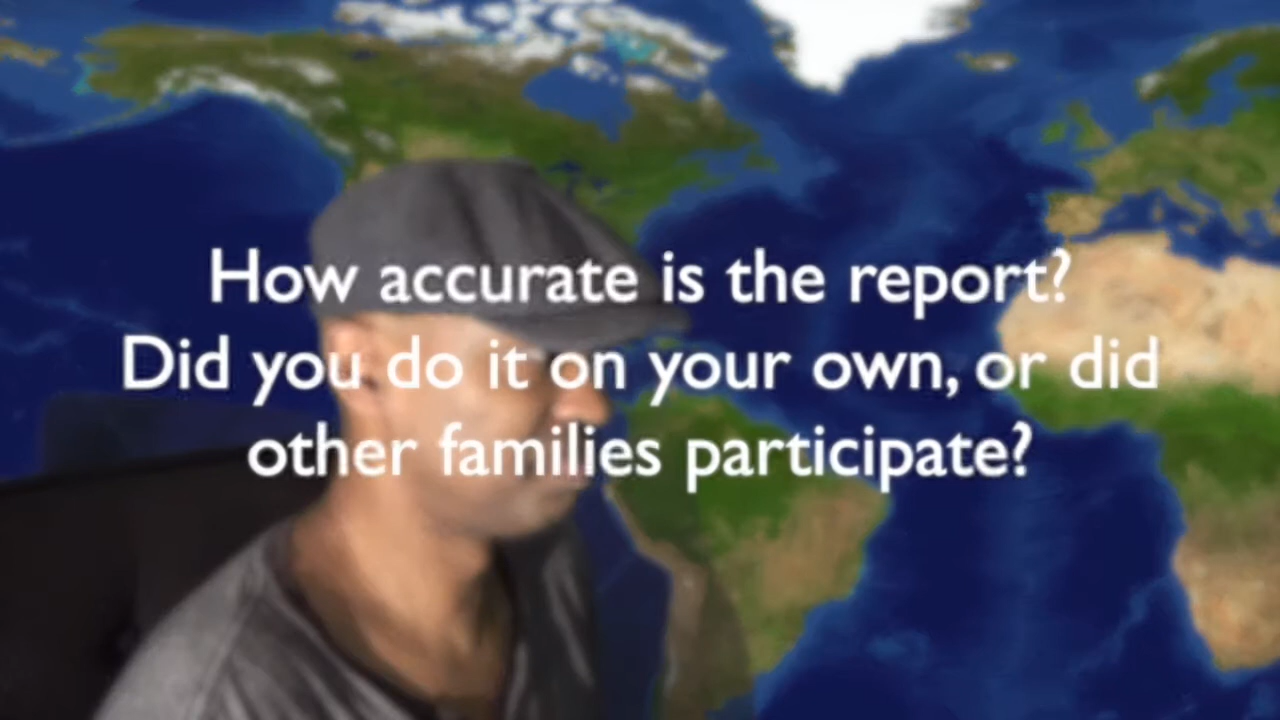 How accurate is the report?
Did you do it on your own, or did
other families participate?